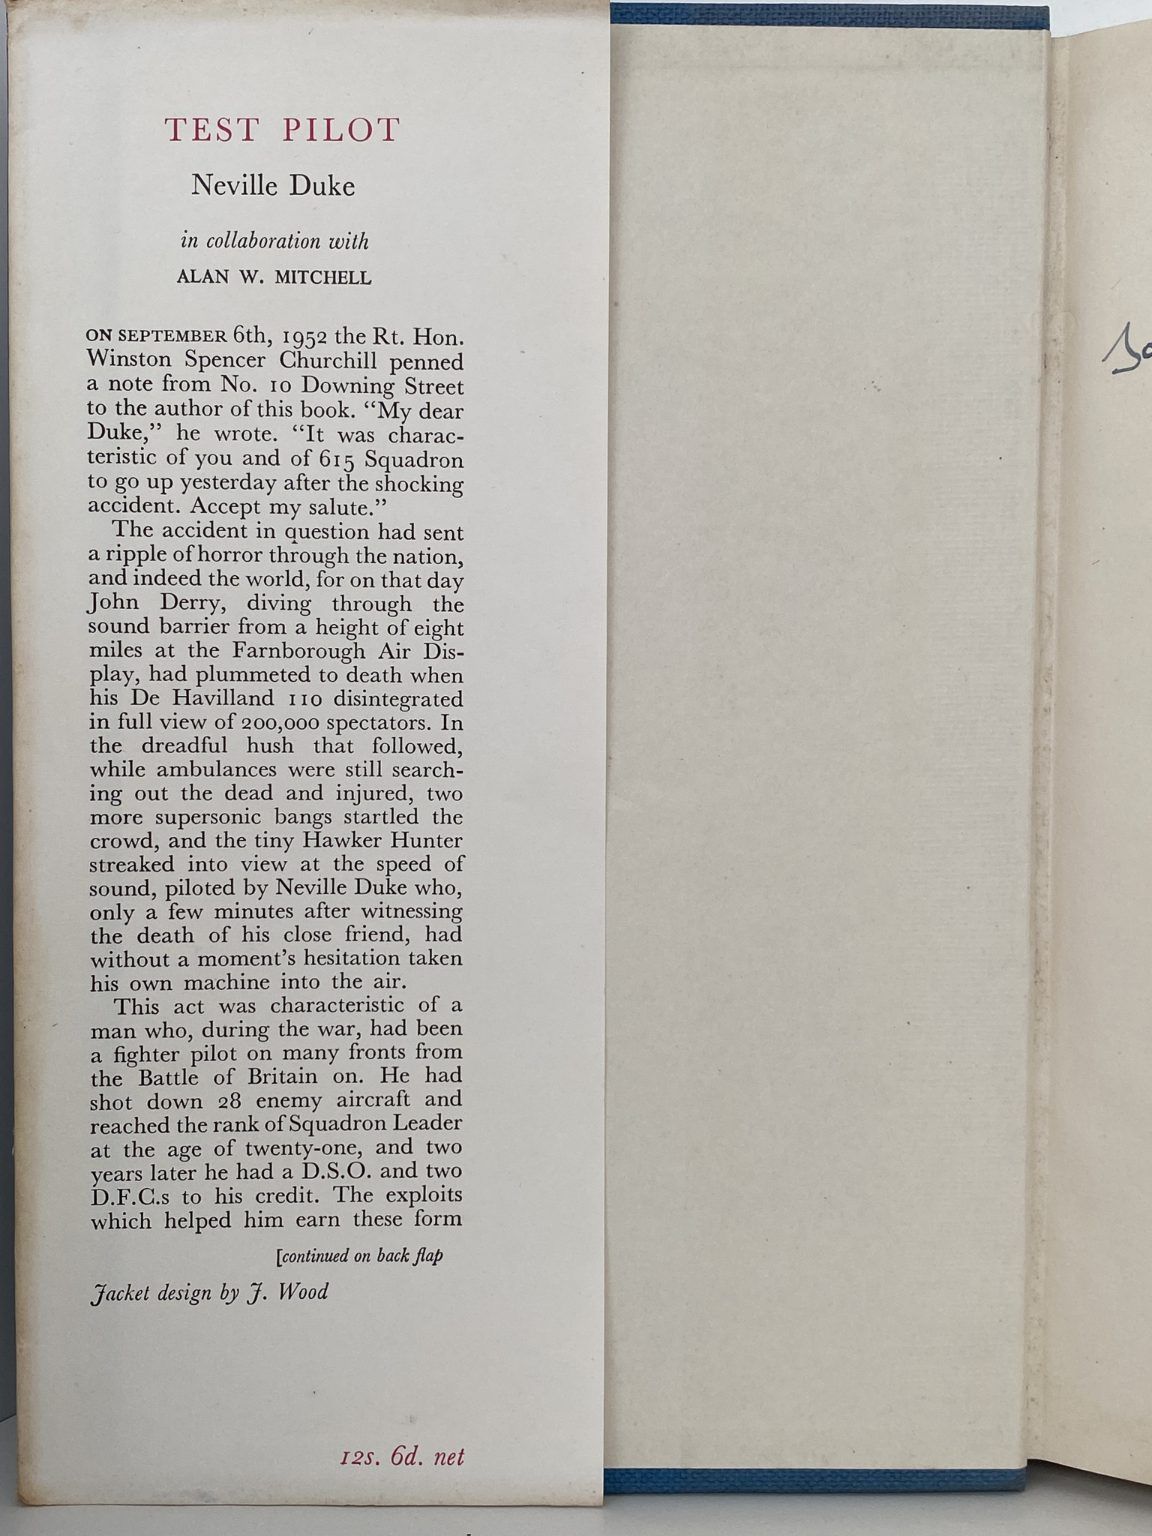 TEST PILOT
Neville Duke
in collaboration with
ALAN W. MITCHELL
ON SEPTEMBER 6th, 1952 the Rt. Hon.
Winston Spencer Churchill penned
a note from No. 10 Downing Street
to the author of this book. “My dear
Duke,” he wrote. “It was charac-
teristic of you and of 615 Squadron
to go up yesterday after the shocking
accident. Accept my salute.”
The accident in question had sent
a ripple of horror through the nation,
and indeed the world, for on that day
John Derry, diving through the
sound barrier from a height of eight
miles at the Farnborough Air Dis-
play, had plummeted to death when
his De Havilland 110 disintegrated
in full view of 200,000 spectators. In
the dreadful hush that followed,
while ambulances were still search-
ing out the dead and injured, two
more supersonic bangs startled the
crowd, and the tiny Hawker Hunter
streaked into view at the speed of
sound, piloted by Neville Duke who,
only a few minutes after witnessing
the death of his close friend, had
without a moment’s hesitation taken
his own machine into the air.
This act was characteristic of a
man who, during the war, had been
a fighter pilot on many fronts from
the Battle of Britain on. He had
shot down 28 enemy aircraft and
reached the rank of Squadron Leader
at the age of twenty-one, and two
years later he had a D.S.O. and two
D.F.C.s to his credit. The exploits
which helped him earn these form
[continued on back flap
Jacket design by J. Wood
12s. 6d. net